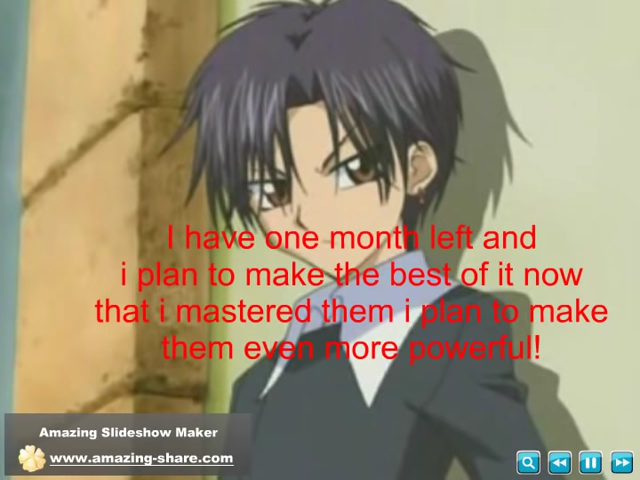 I have one month left and
i plan to make the best of it now
that i mastered them i plan to make
them even more powerful!
Amazing Slideshow Maker
www.amazing-share.com